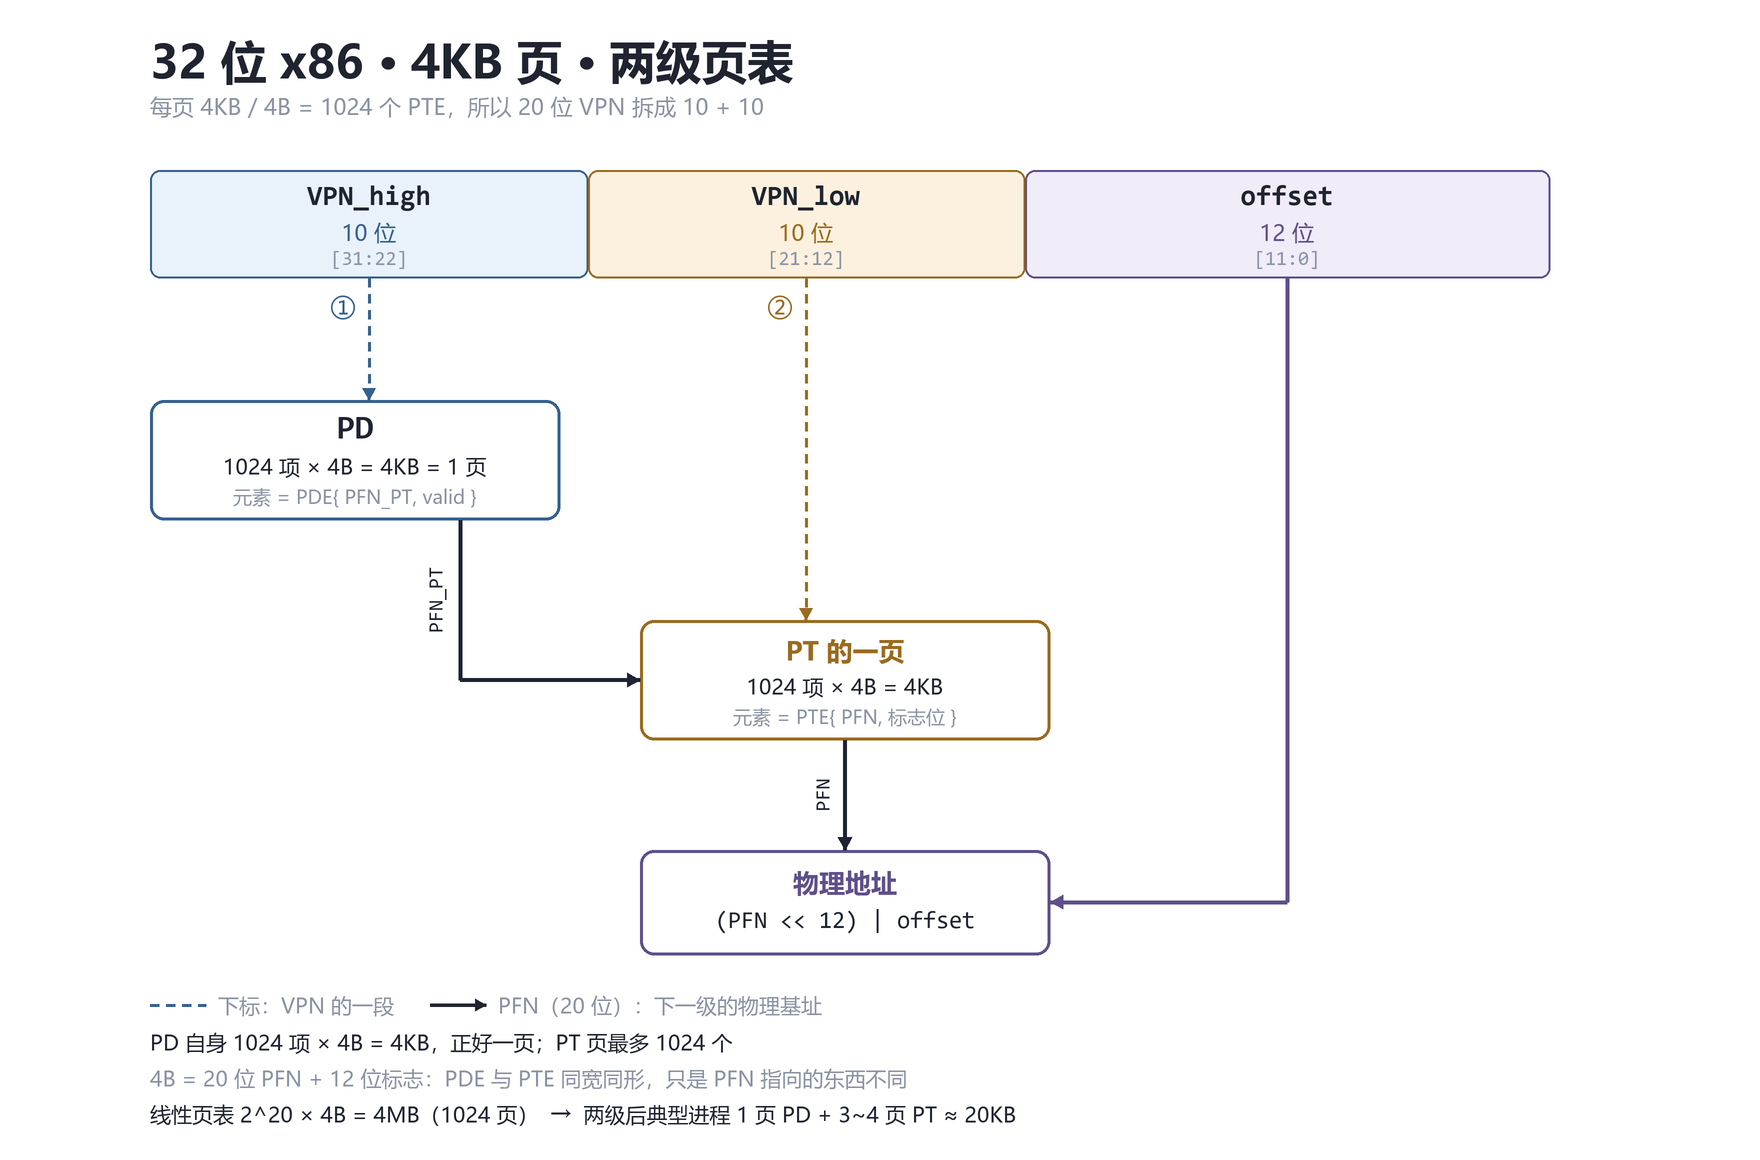 32 位 x86 • 4KB 页 • 两级页表
每页 4KB / 4B = 1024 个 PTE，所以 20 位 VPN 拆成 10 + 10
VPN_high
10 位
[31:22]
VPN_low
10 位
[21:12]
offset
12 位
[11:0]
①
②
PD
1024 项 × 4B = 4KB = 1 页
元素 = PDE{ PFN_PT, valid }
PFN_PT
PT 的一页
1024 项 × 4B = 4KB
元素 = PTE{ PFN, 标志位 }
PFN
物理地址
(PFN << 12) | offset
下标：VPN 的一段
PFN（20 位）：下一级的物理基址
PD 自身 1024 项 × 4B = 4KB，正好一页；PT 页最多 1024 个
4B = 20 位 PFN + 12 位标志：PDE 与 PTE 同宽同形，只是 PFN 指向的东西不同
线性页表 2^20 × 4B = 4MB（1024 页） → 两级后典型进程 1 页 PD + 3~4 页 PT ≈ 20KB